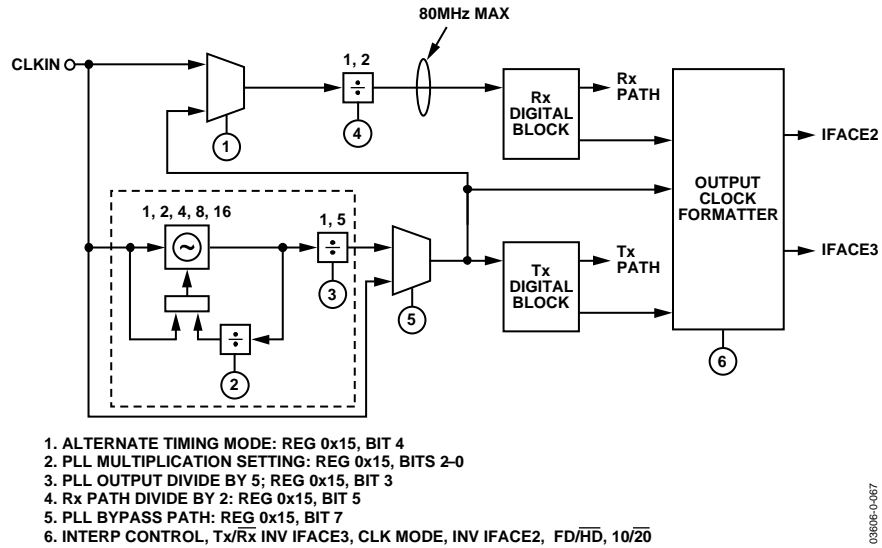 80MHz MAX
CLKIN
1, 2
÷
4
1
Rx
DIGITAL
BLOCK
Rx
PATH
IFACE2
OUTPUT
CLOCK
FORMATTER
IFACE3
1, 2, 4, 8, 16
~
1, 5
÷
3
÷
2
5
Tx
DIGITAL
BLOCK
Tx
PATH
6
1. ALTERNATE TIMING MODE: REG 0x15, BIT 4
2. PLL MULTIPLICATION SETTING: REG 0x15, BITS 2–0
3. PLL OUTPUT DIVIDE BY 5; REG 0x15, BIT 3
4. Rx PATH DIVIDE BY 2: REG 0x15, BIT 5
5. PLL BYPASS PATH: REG 0x15, BIT 7
6. INTERP CONTROL, Tx/R̅x̅ INV IFACE3, CLK MODE, INV IFACE2, FD/H̅D̅, 10/2̅0̅
03606-0-067